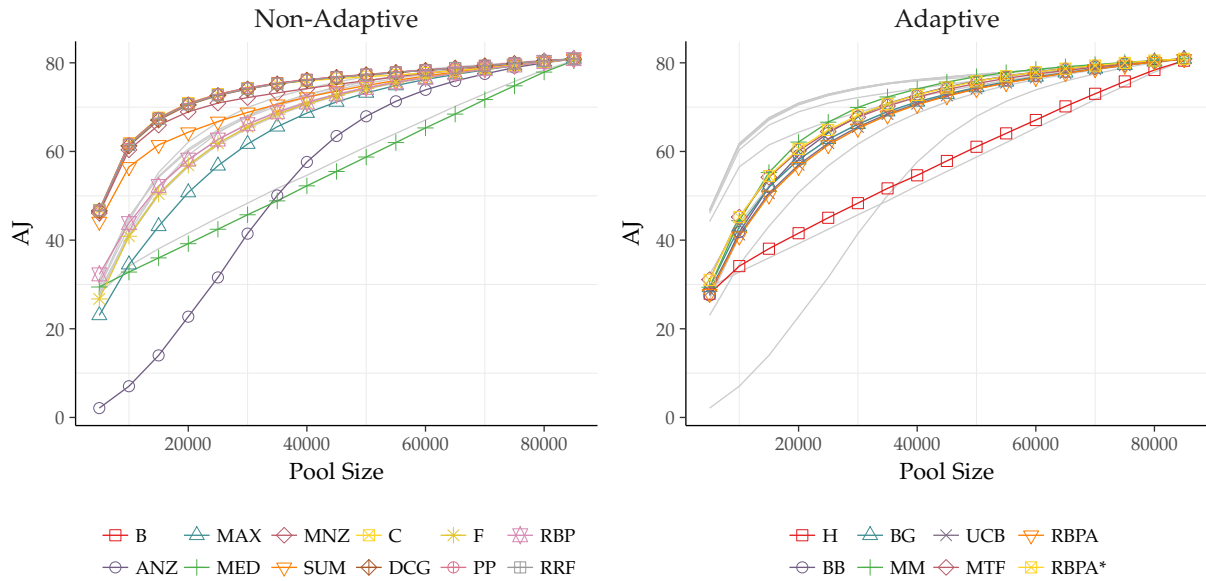 Non-Adaptive
80
60
40
20
0
AJ
20000 40000 60000 80000
Pool Size
B MAX MNZ C F RBP
ANZ MED SUM DCG PP RRF
Adaptive
80
60
40
20
0
AJ
20000 40000 60000 80000
Pool Size
H BG UCB RBPA
BB MM MTF RBPA*